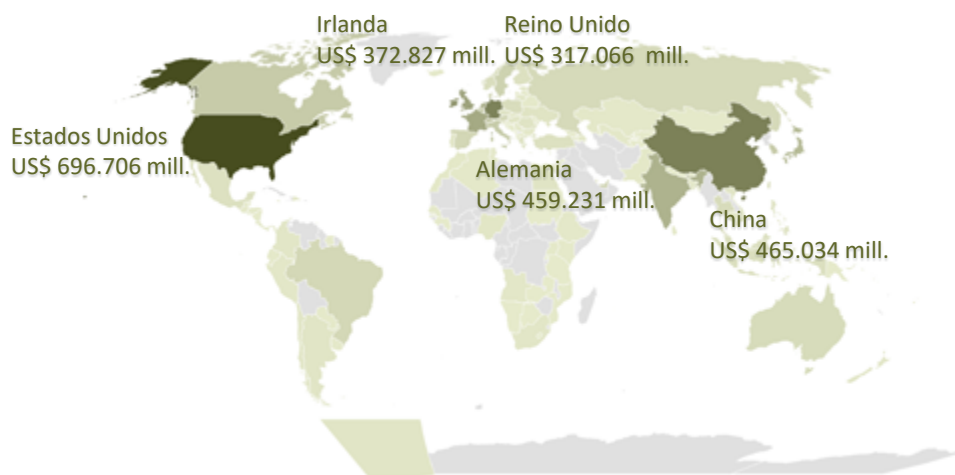 Irlanda
US$ 372.827 mill.
Reino Unido
US$ 317.066 mill.
Estados Unidos
US$ 696.706 mill.
Alemania
US$ 459.231 mill.
China
US$ 465.034 mill.